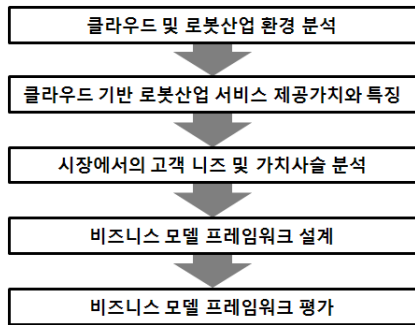 클라우드 및 로봇산업 환경 분석
클라우드 기반 로봇산업 서비스 제공가치와 특징
시장에서의 고객 니즈 및 가치사슬 분석
비즈니스 모델 프레임워크 설계
비즈니스 모델 프레임워크 평가